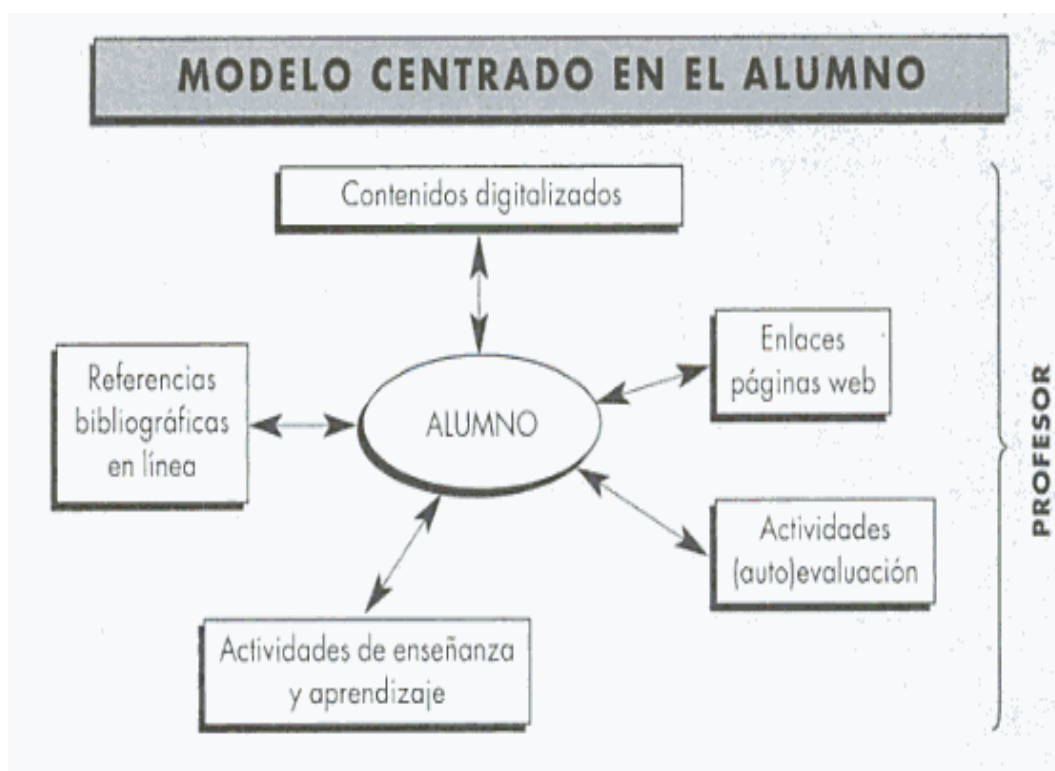 MODELO CENTRADO EN EL ALUMNO
Contenidos digitalizados
Enlaces
páginas web
Referencias
bibliográficas
en línea
ALUMNO
Actividades
(auto)evaluación
Actividades de enseñanza
y aprendizaje
PROFESOR